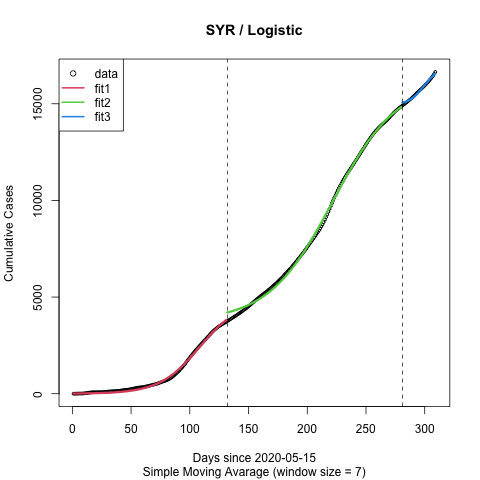 SYR / Logistic
data
fit1
fit2
fit3
Cumulative Cases
15000
10000
5000
0
0 50 100 150 200 250 300
Days since 2020-05-15
Simple Moving Avarage (window size = 7)